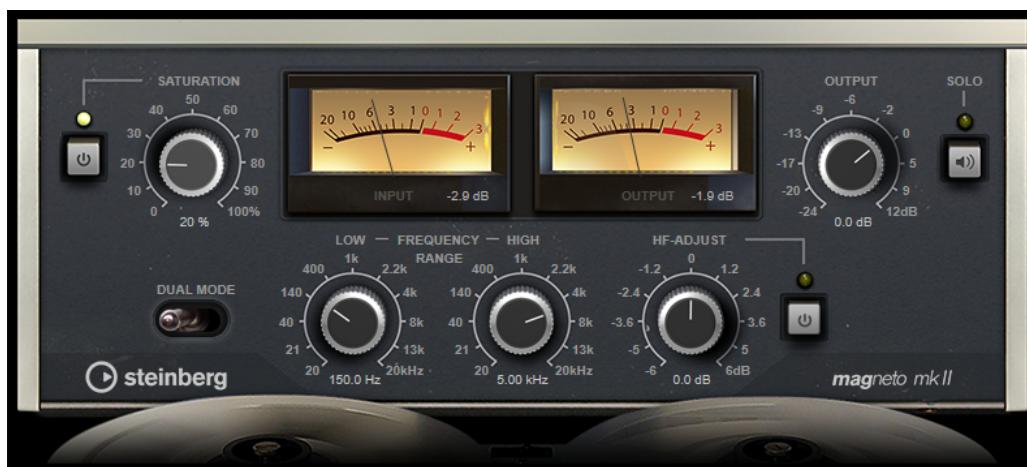 SATURATION
0 10 20 30 40 50 60 70 80 90 100%
20 %
20 10 6 3 1 0 1 2 3
- +
INPUT -2.9 dB
20 10 6 3 1 0 1 2 3
- +
OUTPUT -1.9 dB
OUTPUT
-24 -20 -17 -13 -9 -6 -2 0 5 9 12dB
0.0 dB
SOLO
DUAL MODE
LOW — FREQUENCY — HIGH
RANGE
20 21 40 140 400 1k 2.2k 4k 8k 13k 20kHz
150.0 Hz
20 21 40 140 400 1k 2.2k 4k 8k 13k 20kHz
5.00 kHz
HF-ADJUST
-6 -5 -3.6 -2.4 -1.2 0 1.2 2.4 3.6 5 6dB
0.0 dB
steinberg
magneto mkII